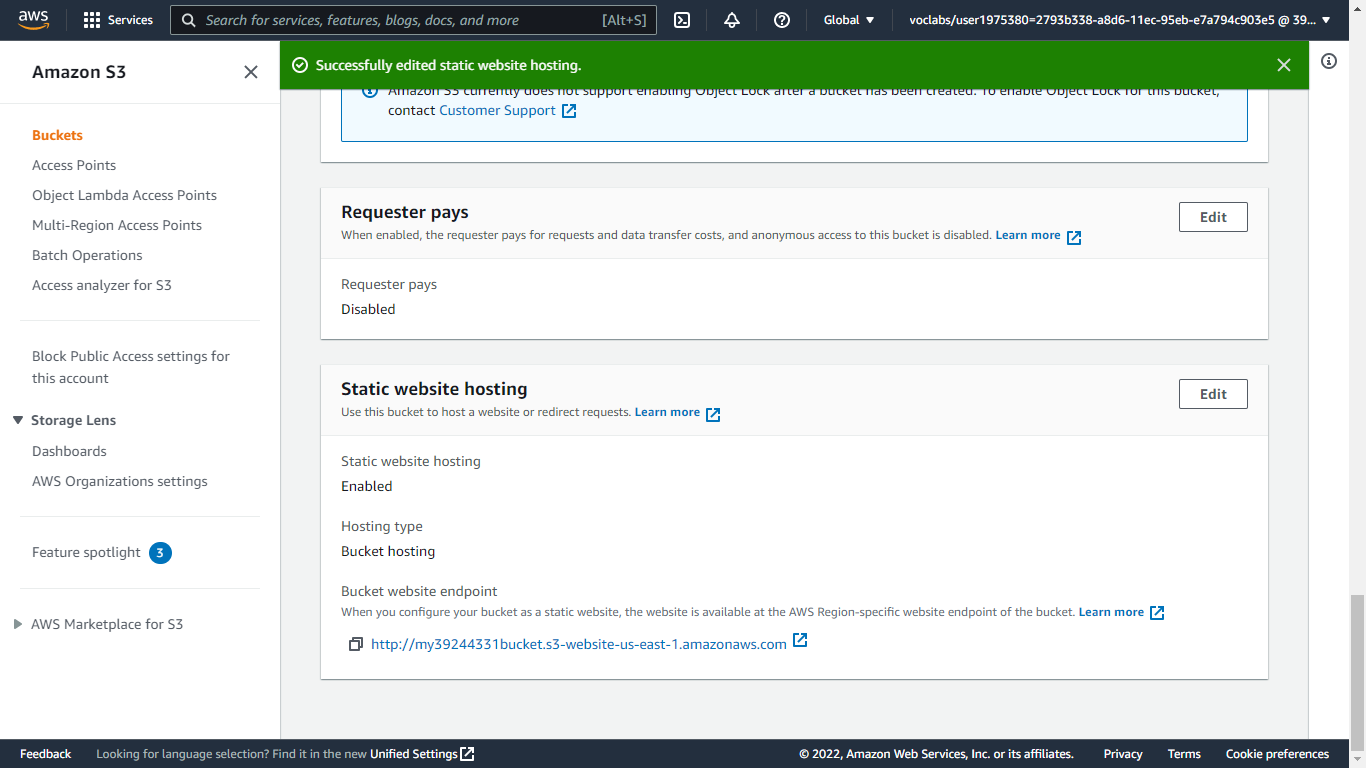 aws
Services
Search for services, features, blogs, docs, and more [Alt+S]
Global
voclabs/user1975380=2793b338-a8d6-11ec-95eb-e7a794c903e5 @ 39...
Amazon S3
Buckets
Access Points
Object Lambda Access Points
Multi-Region Access Points
Batch Operations
Access analyzer for S3
Block Public Access settings for
this account
Storage Lens
Dashboards
AWS Organizations settings
Feature spotlight 3
AWS Marketplace for S3
Successfully edited static website hosting.
Amazon S3 currently does not support enabling Object Lock after a bucket has been created. To enable Object Lock for this bucket,
contact Customer Support
Requester pays
Edit
When enabled, the requester pays for requests and data transfer costs, and anonymous access to this bucket is disabled. Learn more
Requester pays
Disabled
Static website hosting
Edit
Use this bucket to host a website or redirect requests. Learn more
Static website hosting
Enabled
Hosting type
Bucket hosting
Bucket website endpoint
When you configure your bucket as a static website, the website is available at the AWS Region-specific website endpoint of the bucket. Learn more
http://my39244331bucket.s3-website-us-east-1.amazonaws.com
Feedback
Looking for language selection? Find it in the new Unified Settings
© 2022, Amazon Web Services, Inc. or its affiliates.
Privacy
Terms
Cookie preferences